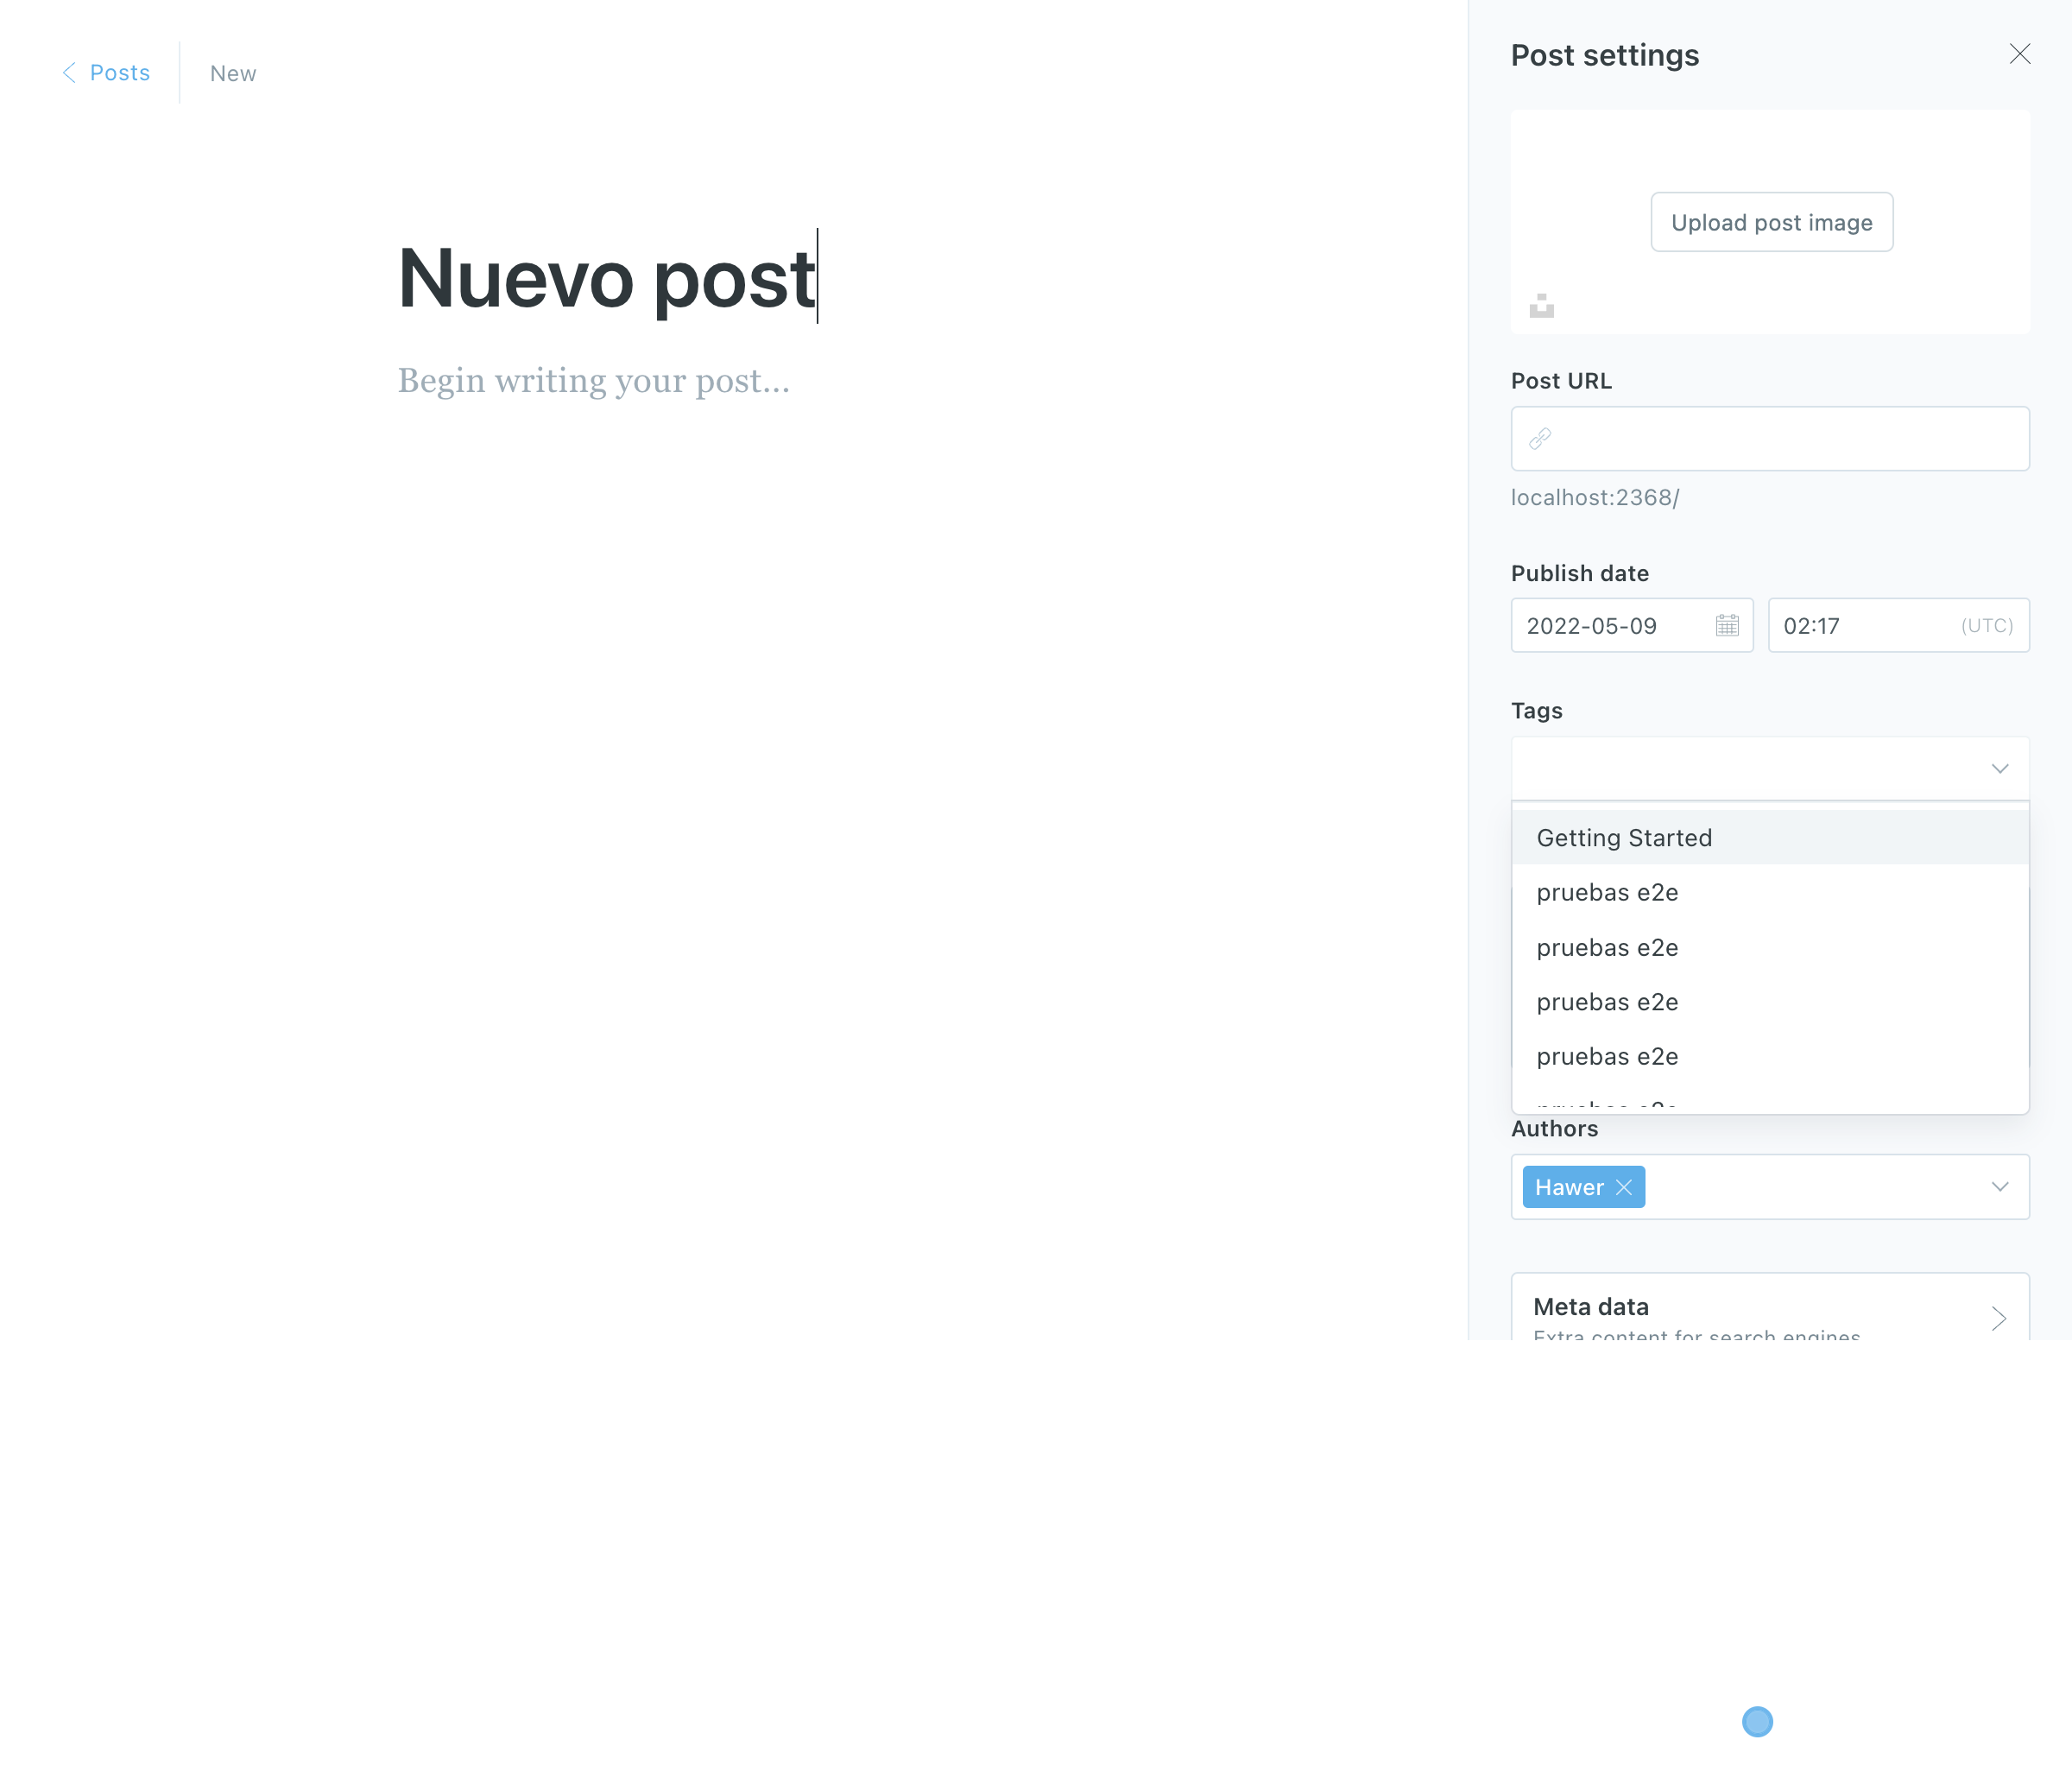 Posts
New
Nuevo post
Begin writing your post...
Post settings
Upload post image
Post URL
localhost:2368/
Publish date
2022-05-09
02:17
(UTC)
Tags
Getting Started
pruebas e2e
pruebas e2e
pruebas e2e
pruebas e2e
pruebas e2e
Authors
Hawer
Meta data
Extra content for search engines